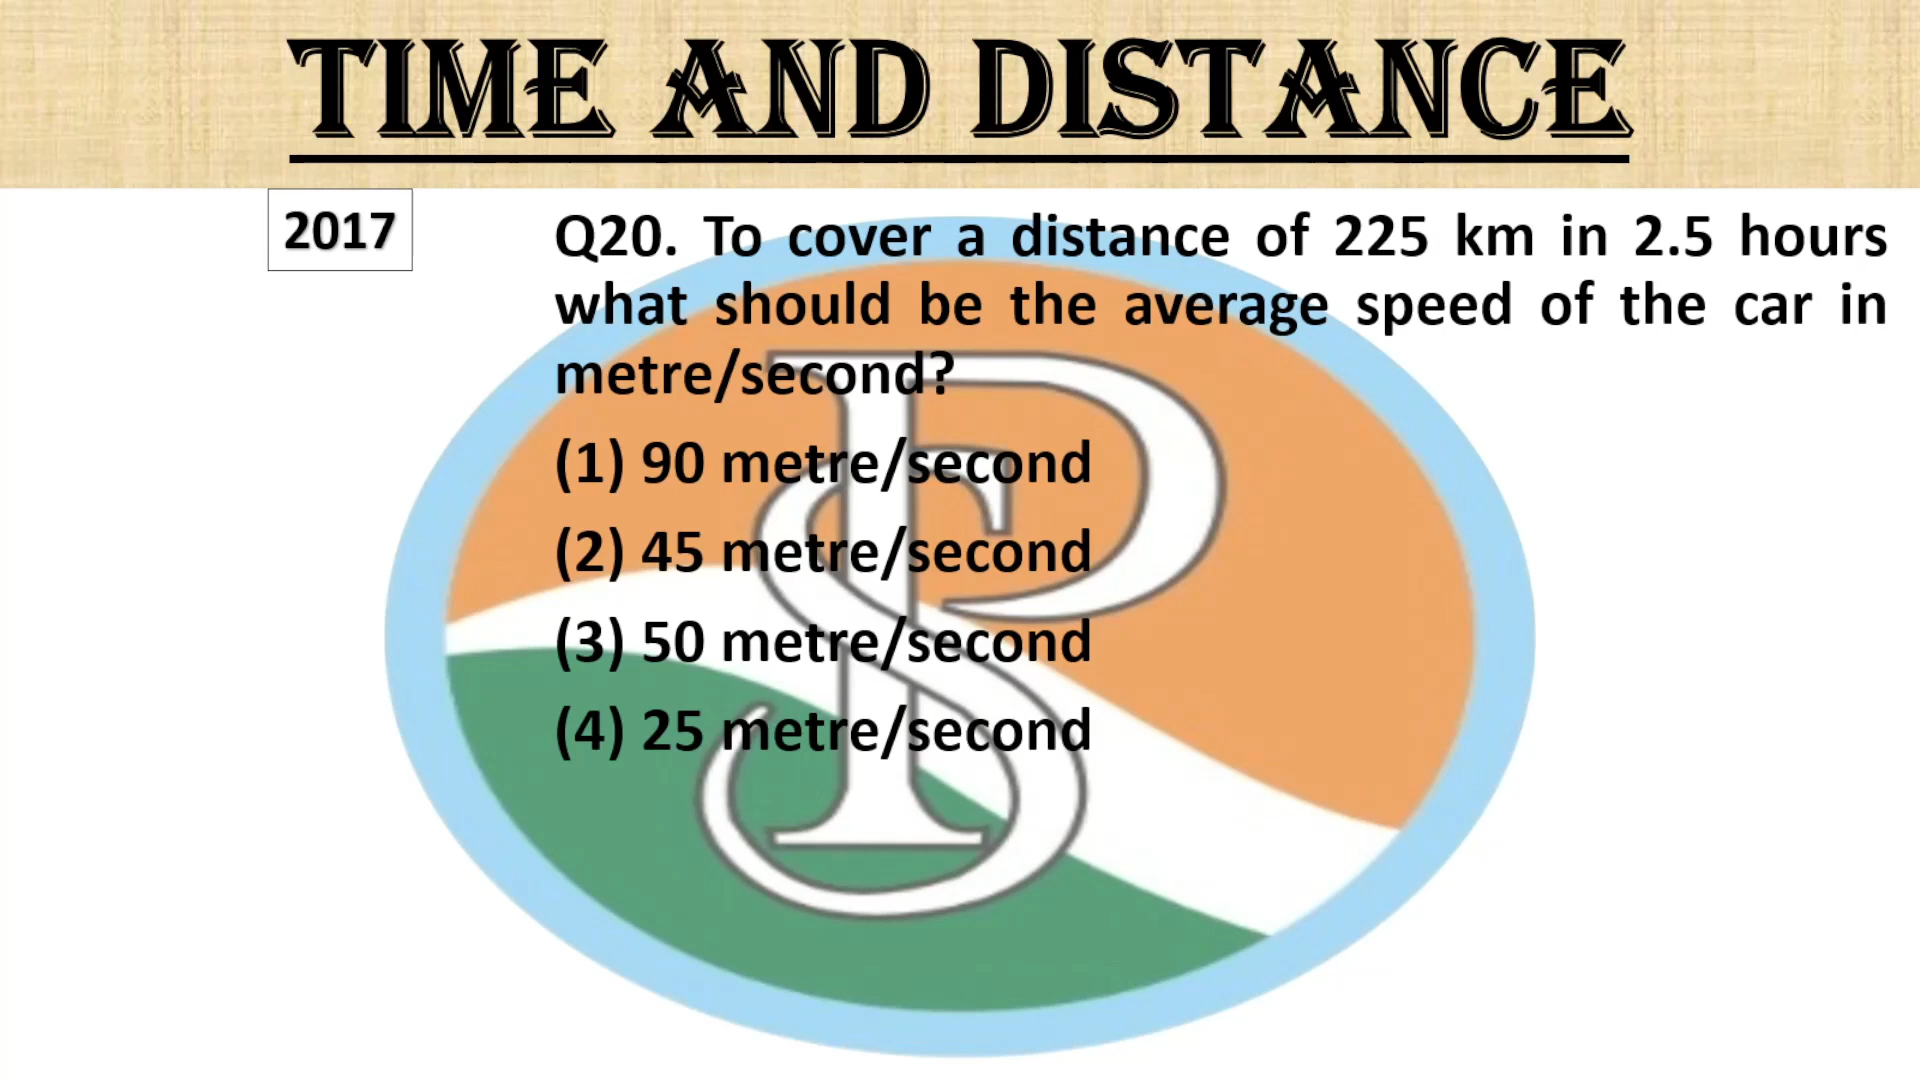 TIME AND DISTANCE
2017
Q20. To cover a distance of 225 km in 2.5 hours
what should be the average speed of the car in
metre/second?
(1) 90 metre/second
(2) 45 metre/second
(3) 50 metre/second
(4) 25 metre/second